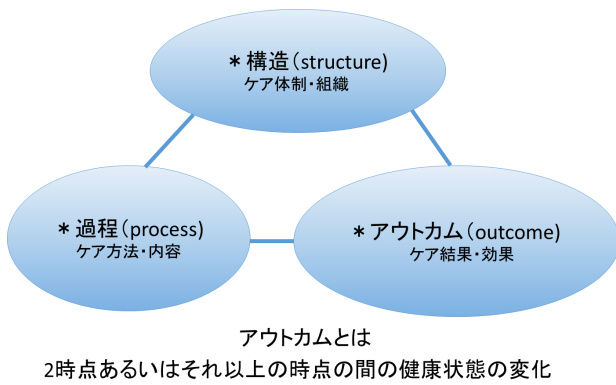 ＊構造(structure)
ケア体制・組織
＊過程(process)
ケア方法・内容
＊アウトカム(outcome)
ケア結果・効果
アウトカムとは
2時点あるいはそれ以上の時点の間の健康状態の変化